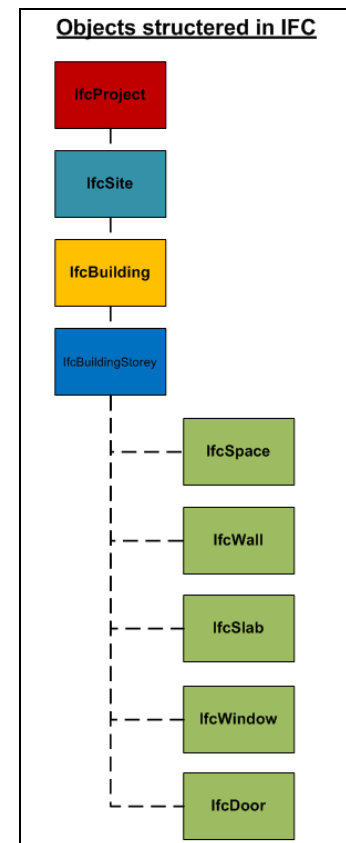 Objects structered in IFC
IfcProject
IfcSite
IfcBuilding
IfcBuildingStorey
IfcSpace
IfcWall
IfcSlab
IfcWindow
IfcDoor